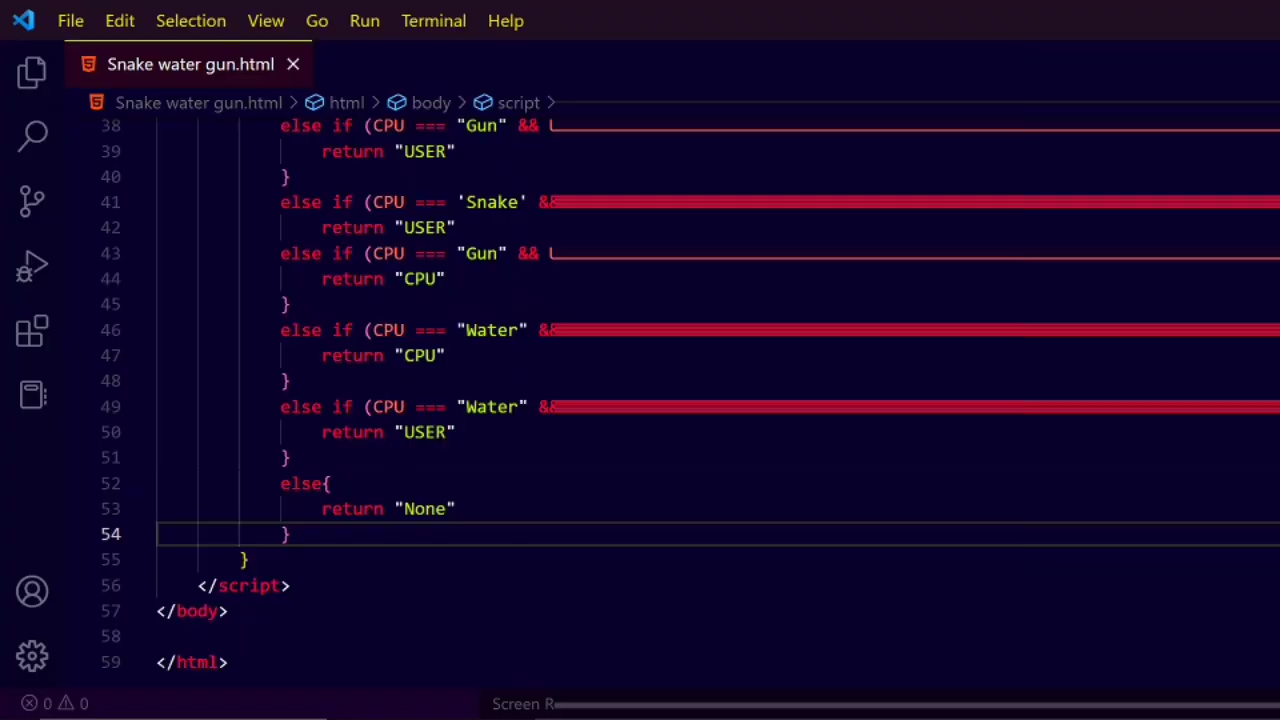 File Edit Selection View Go Run Terminal Help
Snake water gun.html
Snake water gun.html > html > body > script >
38 else if (CPU === "Gun" &&
39 return "USER"
40 }
41 else if (CPU === 'Snake' &&
42 return "USER"
43 else if (CPU === "Gun" &&
44 return "CPU"
45 }
46 else if (CPU === "Water" &&
47 return "CPU"
48 }
49 else if (CPU === "Water" &&
50 return "USER"
51 }
52 else{
53 return "None"
54 }
55 }
56 </script>
57 </body>
58
59 </html>
0 0
Screen